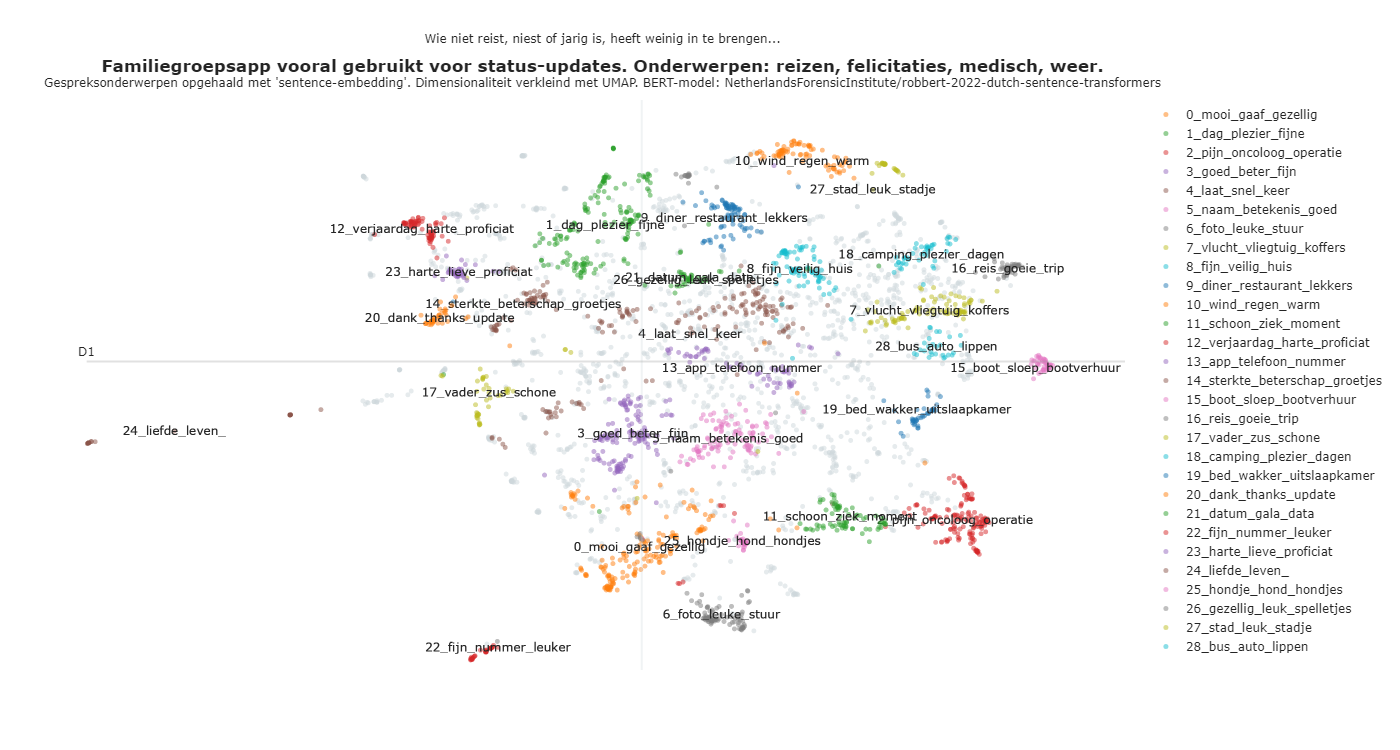 Wie niet reist, niest of jarig is, heeft weinig in te brengen...
Familiegroepsapp vooral gebruikt voor status-updates. Onderwerpen: reizen, felicitaties, medisch, weer.
Gespreksonderwerpen opgehaald met 'sentence-embedding'. Dimensionaliteit verkleind met UMAP. BERT-model: NetherlandsForensicInstitute/robbert-2022-dutch-sentence-transformers
10_wind_regen_warm
27_stad_leuk_stadje
9_diner_restaurant_lekkers
1_dag_plezier_fijne
12_verjaardag_harte_proficiat
18_camping_plezier_dagen
16_reis_goeie_trip
8_fijn_veilig_huis
23_harte_lieve_proficiat
21_datum_gala_data
26_gezellig_leuk_spelletjes
14_sterkte_beterschap_groetjes
7_vlucht_vliegtuig_koffers
20_dank_thanks_update
4_laat_snel_keer
28_bus_auto_lippen
D1
13_app_telefoon_nummer
15_boot_sloep_bootverhuur
17_vader_zus_schone
19_bed_wakker_uitslaapkamer
24_liefde_leven_
3_goed_beter_fijn
5_naam_betekenis_goed
11_schoon_ziek_moment
2_pijn_oncoloog_operatie
25_hondje_hond_hondjes
0_mooi_gaaf_gezellig
6_foto_leuke_stuur
22_fijn_nummer_leuker
0_mooi_gaaf_gezellig
1_dag_plezier_fijne
2_pijn_oncoloog_operatie
3_goed_beter_fijn
4_laat_snel_keer
5_naam_betekenis_goed
6_foto_leuke_stuur
7_vlucht_vliegtuig_koffers
8_fijn_veilig_huis
9_diner_restaurant_lekkers
10_wind_regen_warm
11_schoon_ziek_moment
12_verjaardag_harte_proficiat
13_app_telefoon_nummer
14_sterkte_beterschap_groetjes
15_boot_sloep_bootverhuur
16_reis_goeie_trip
17_vader_zus_schone
18_camping_plezier_dagen
19_bed_wakker_uitslaapkamer
20_dank_thanks_update
21_datum_gala_data
22_fijn_nummer_leuker
23_harte_lieve_proficiat
24_liefde_leven_
25_hondje_hond_hondjes
26_gezellig_leuk_spelletjes
27_stad_leuk_stadje
28_bus_auto_lippen